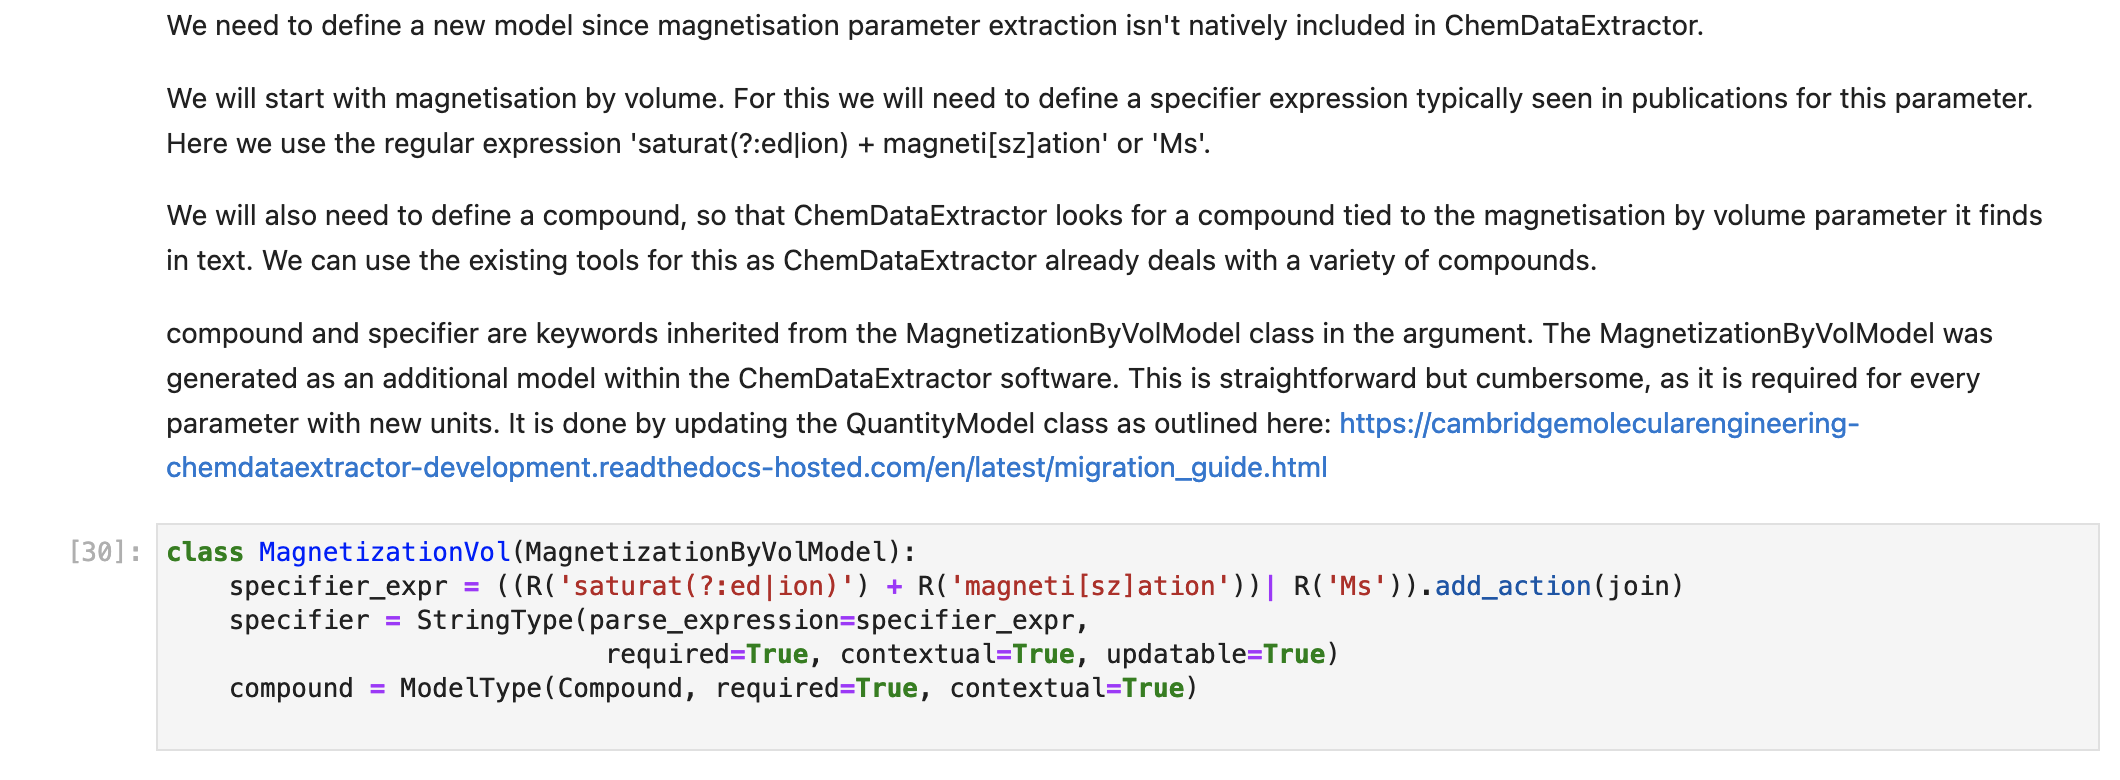 We need to define a new model since magnetisation parameter extraction isn't natively included in ChemDataExtractor.
We will start with magnetisation by volume. For this we will need to define a specifier expression typically seen in publications for this parameter.
Here we use the regular expression 'saturat(?:ed|ion) + magneti[sz]ation' or 'Ms'.
We will also need to define a compound, so that ChemDataExtractor looks for a compound tied to the magnetisation by volume parameter it finds
in text. We can use the existing tools for this as ChemDataExtractor already deals with a variety of compounds.
compound and specifier are keywords inherited from the MagnetizationByVolModel class in the argument. The MagnetizationByVolModel was
generated as an additional model within the ChemDataExtractor software. This is straightforward but cumbersome, as it is required for every
parameter with new units. It is done by updating the QuantityModel class as outlined here: https://cambridgemolecularengineering-
chemdataextractor-development.readthedocs-hosted.com/en/latest/migration_guide.html
[30]: class MagnetizationVol(MagnetizationByVolModel):
    specifier_expr = ((R('saturat(?:ed|ion)') + R('magneti[sz]ation'))| R('Ms')).add_action(join)
    specifier = StringType(parse_expression=specifier_expr,
                            required=True, contextual=True, updatable=True)
    compound = ModelType(Compound, required=True, contextual=True)